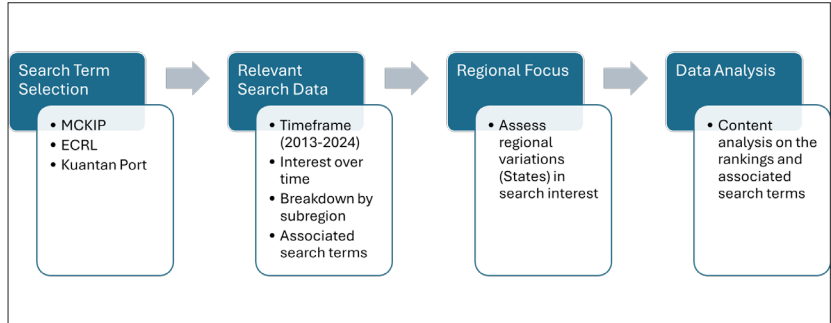 Search Term
Selection
• MCKIP
• ECRL
• Kuantan Port
Relevant
Search Data
• Timeframe
(2013-2024)
• Interest over
time
• Breakdown by
subregion
• Associated
search terms
Regional Focus
• Assess
regional
variations
(States) in
search interest
Data Analysis
• Content
analysis on the
rankings and
associated
search terms